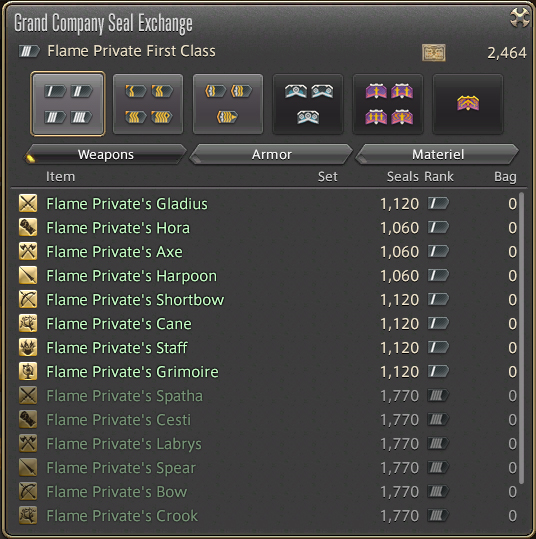 Grand Company Seal Exchange
Flame Private First Class 2,464
Weapons Armor Materiel
Item Set Seals Rank Bag
Flame Private's Gladius 1,120 0
Flame Private's Hora 1,060 0
Flame Private's Axe 1,060 0
Flame Private's Harpoon 1,060 0
Flame Private's Shortbow 1,120 0
Flame Private's Cane 1,120 0
Flame Private's Staff 1,120 0
Flame Private's Grimoire 1,120 0
Flame Private's Spatha 1,770 0
Flame Private's Cesti 1,770 0
Flame Private's Labrys 1,770 0
Flame Private's Spear 1,770 0
Flame Private's Bow 1,770 0
Flame Private's Crook 1,770 0